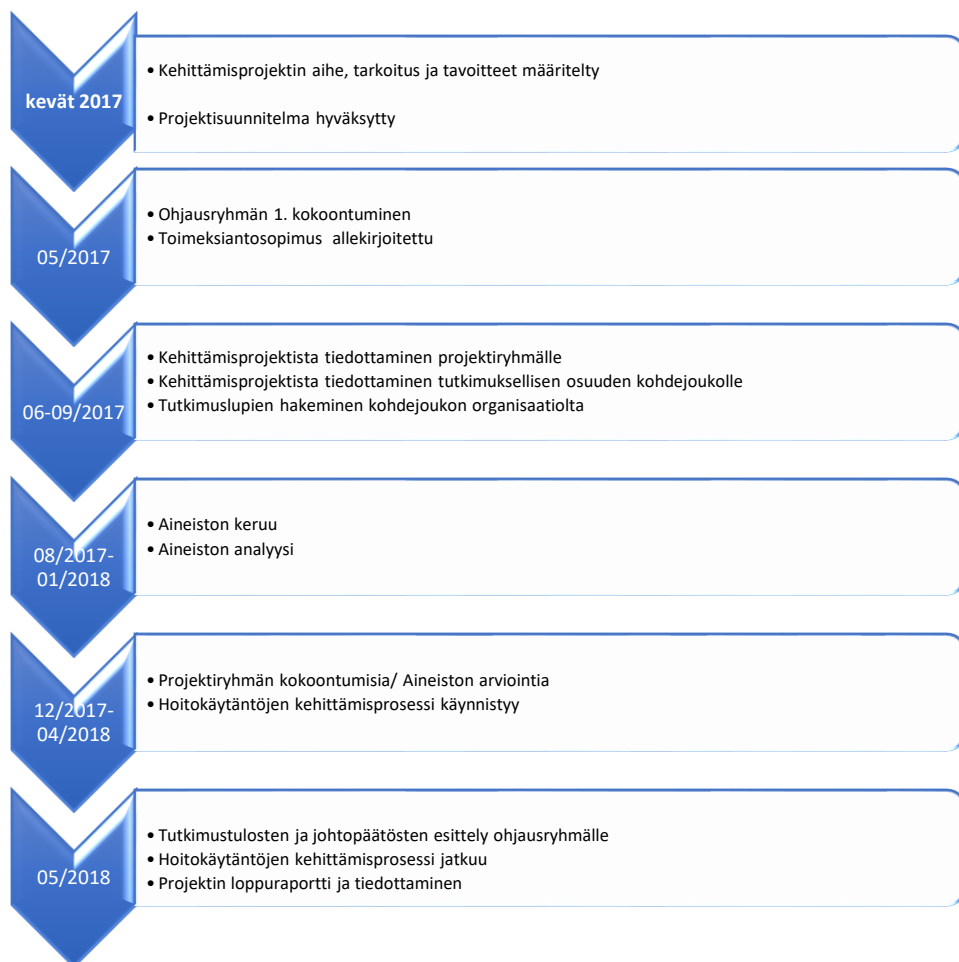 kevät 2017
• Kehittämisprojektin aihe, tarkoitus ja tavoitteet määritelty
• Projektisuunnitelma hyväksytty
05/2017
• Ohjausryhmän 1. kokoontuminen
• Toimeksiantosopimus allekirjoitettu
06-09/2017
• Kehittämisprojektista tiedottaminen projektiryhmälle
• Kehittämisprojektista tiedottaminen tutkimuksellisen osuuden kohdejoukolle
• Tutkimuslupien hakeminen kohdejoukon organisaatiolta
08/2017-
01/2018
• Aineiston keruu
• Aineiston analyysi
12/2017-
04/2018
• Projektiryhmän kokoontumisia/ Aineiston arviointia
• Hoitokäytäntöjen kehittämisprosessi käynnistyy
05/2018
• Tutkimustulosten ja johtopäätösten esittely ohjausryhmälle
• Hoitokäytäntöjen kehittämisprosessi jatkuu
• Projektin loppuraportti ja tiedottaminen